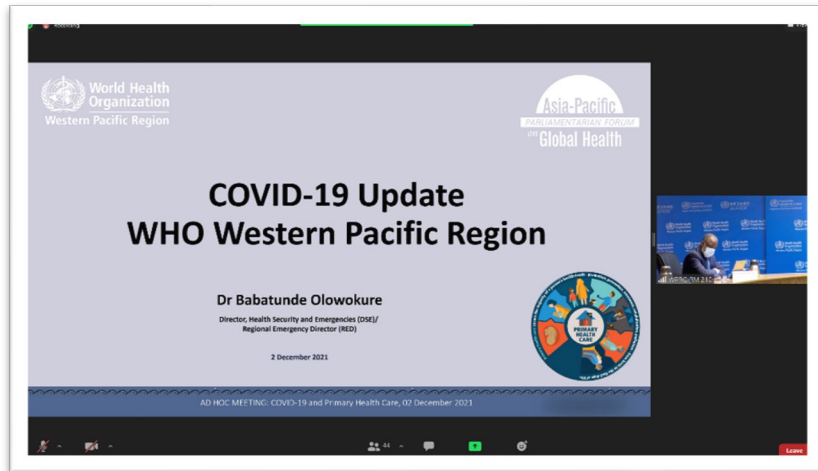 Recording
World Health
Organization
Western Pacific Region
Asia-Pacific
PARLIAMENTARIAN FORUM
on Global Health
COVID-19 Update
WHO Western Pacific Region
Dr Babatunde Olowokure
Director, Health Security and Emergencies (DSE)/
Regional Emergency Director (RED)
2 December 2021
PRIMARY
HEALTH
CARE
AD HOC MEETING: COVID-19 and Primary Health Care, 02 December 2021
44
Leave